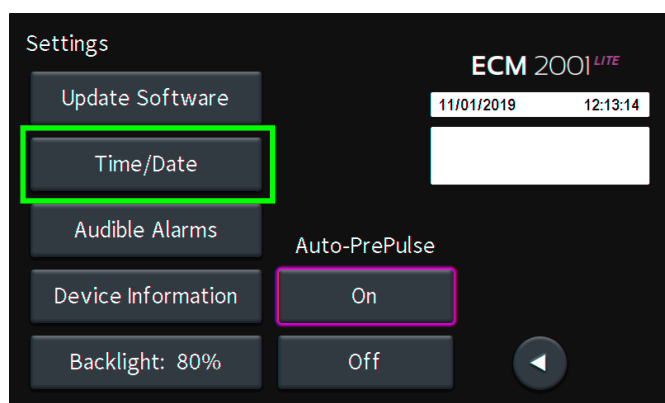 Settings
ECM 2001 LITE
Update Software
11/01/2019 12:13:14
Time/Date
Audible Alarms
Auto-PrePulse
Device Information
On
Backlight: 80%
Off